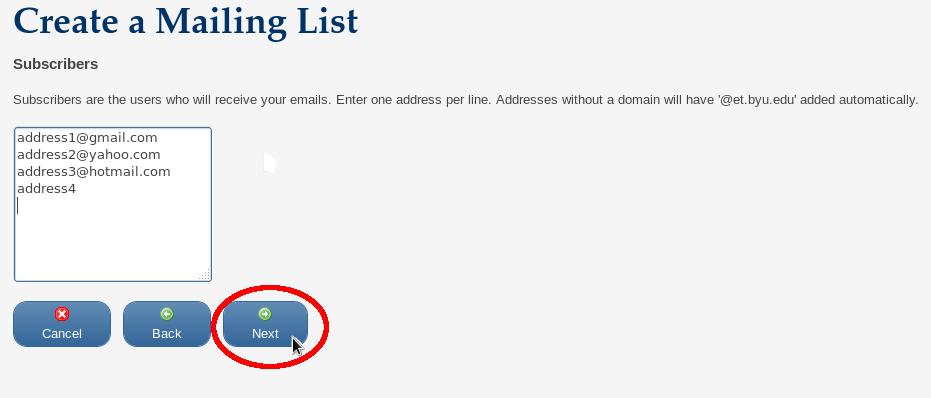 Create a Mailing List
Subscribers
Subscribers are the users who will receive your emails. Enter one address per line. Addresses without a domain will have '@et.byu.edu' added automatically.
address1@gmail.com
address2@yahoo.com
address3@hotmail.com
address4
Cancel
Back
Next